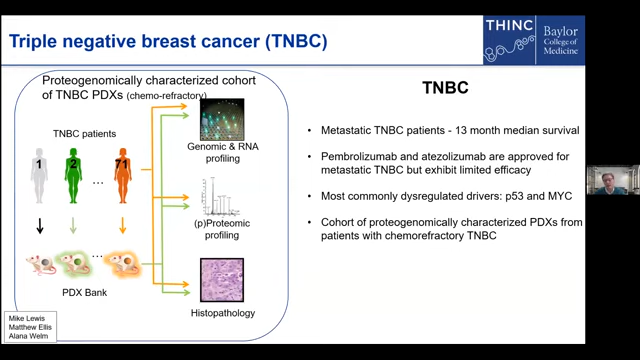 Triple negative breast cancer (TNBC)
THINC
Baylor
College of
Medicine
Proteogenomically characterized cohort
of TNBC PDXs (chemo-refractory)
TNBC patients
1
2
...
71
PDX Bank
...
Genomic & RNA
profiling
(p)Proteomic
profiling
Histopathology
Mike Lewis
Matthew Ellis
Alana Welm
TNBC
• Metastatic TNBC patients - 13 month median survival
• Pembrolizumab and atezolizumab are approved for
metastatic TNBC but exhibit limited efficacy
• Most commonly dysregulated drivers: p53 and MYC
• Cohort of proteogenomically characterized PDXs from
patients with chemorefractory TNBC